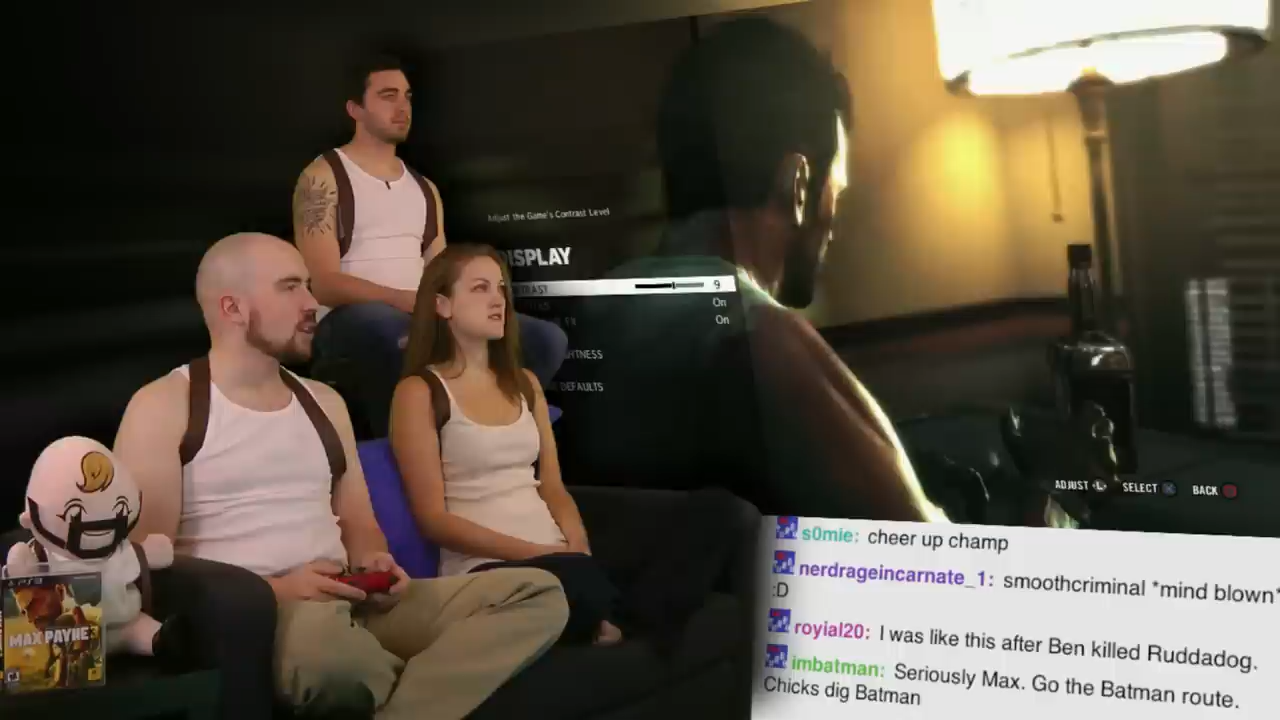 Adjust the Game's Contrast Level
DISPLAY
9
On
On
DEFAULTS
ADJUST L SELECT BACK
s0mie: cheer up champ
nerdrageincarnate_1: smoothcriminal *mind blown*
:D
royial20: I was like this after Ben killed Ruddadog.
imbatman: Seriously Max. Go the Batman route.
Chicks dig Batman
PS3
MAX PAYNE 3